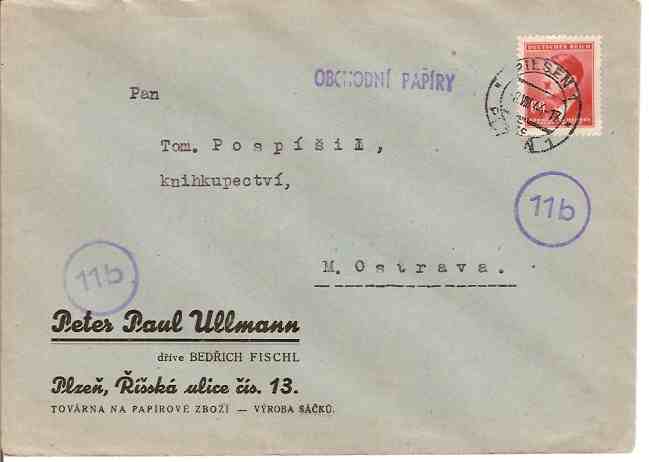 OBCHODNÍ PAPÍRY
DEUTSCHES REICH
PILSEN 1
Pan
Tom. Pospíšil,
knihkupectví,
11b
M. Ostrava.
11b
Peter Paul Ullmann
dříve BEDŘICH FISCHL
Plzeň, Říšská ulice čís. 13.
TOVÁRNA NA PAPÍROVÉ ZBOŽÍ — VÝROBA SÁČKŮ.